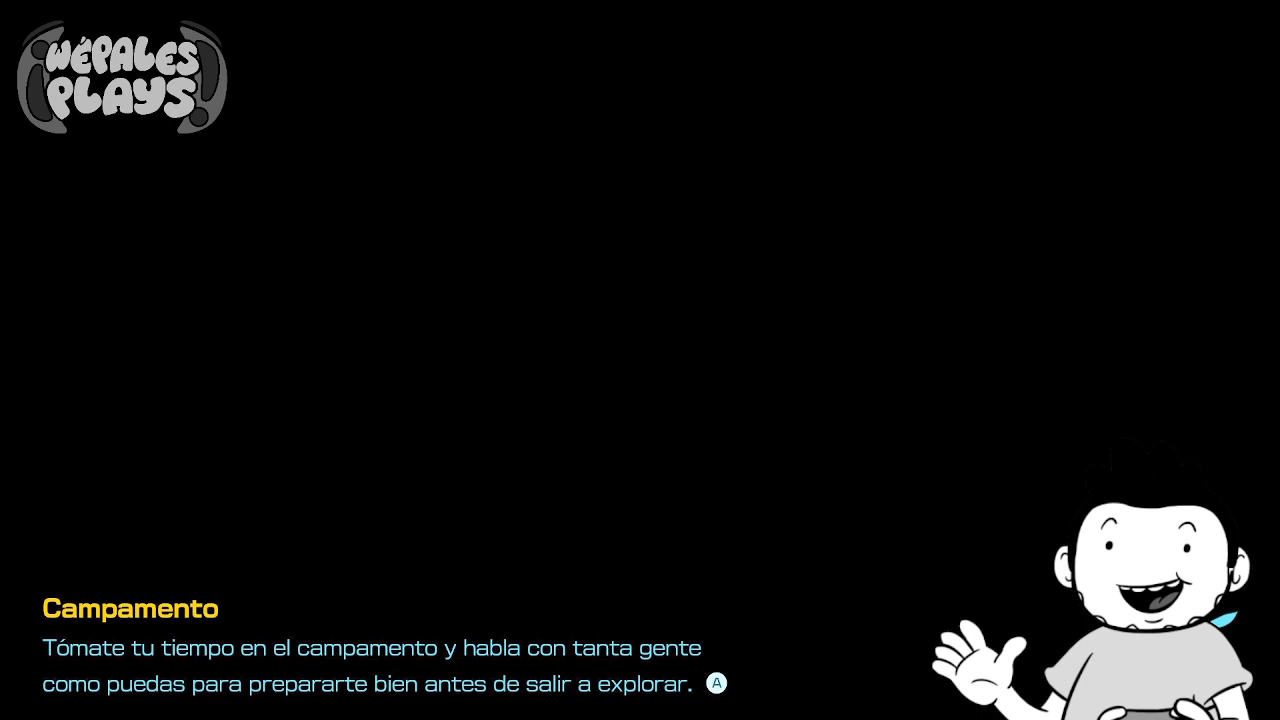 WÉPALES
PLAYS
Campamento
Tómate tu tiempo en el campamento y habla con tanta gente
como puedas para prepararte bien antes de salir a explorar. A